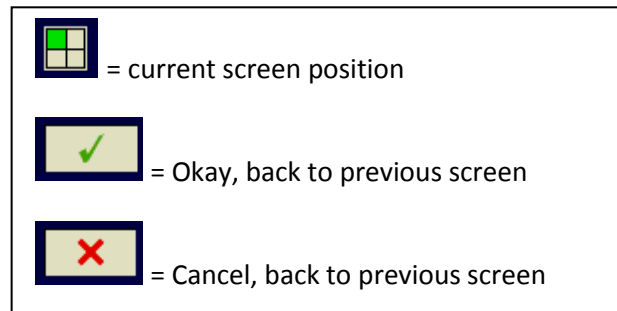 = current screen position
= Okay, back to previous screen
= Cancel, back to previous screen